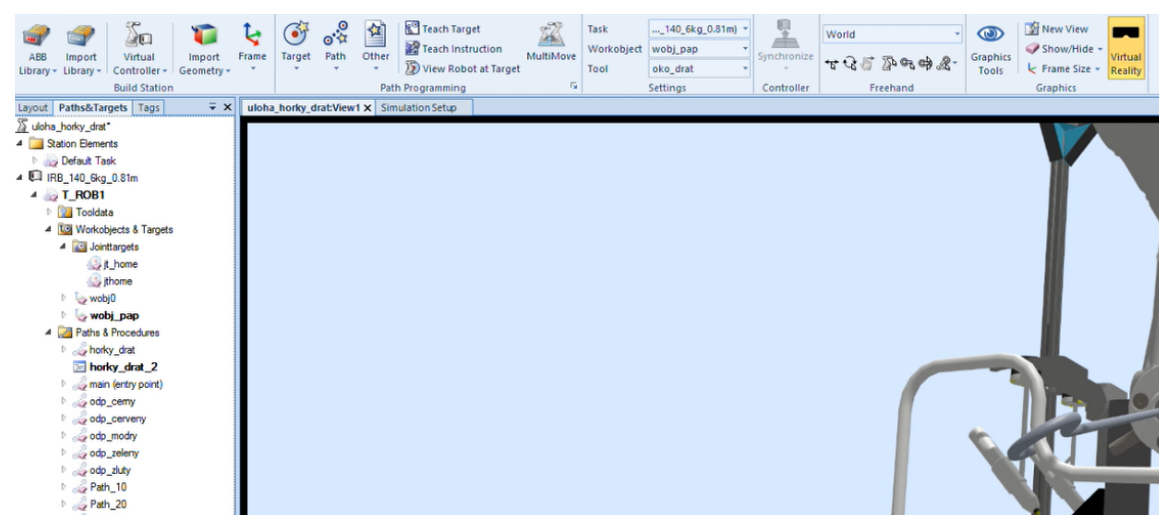 ABB Library
Import Library
Virtual Controller
Import Geometry
Frame
Build Station
Target
Path
Other
Teach Target
Teach Instruction
View Robot at Target
MultiMove
Path Programming
Task
..._140_6kg_0.81m)
Workobject
wobj_pap
Tool
oko_drat
Settings
Synchronize
Controller
World
Freehand
Graphics Tools
New View
Show/Hide
Frame Size
Virtual Reality
Graphics
Layout Paths&Targets Tags
uloha_horky_drat:View1 X Simulation Setup
uloha_horky_drat*
Station Elements
Default Task
IRB_140_6kg_0.81m
T_ROB1
Tooldata
Workobjects & Targets
Jointtargets
jt_home
jthome
wobj0
wobj_pap
Paths & Procedures
horky_drat
horky_drat_2
main (entry point)
odp_cerny
odp_cerveny
odp_modry
odp_zeleny
odp_zluty
Path_10
Path_20